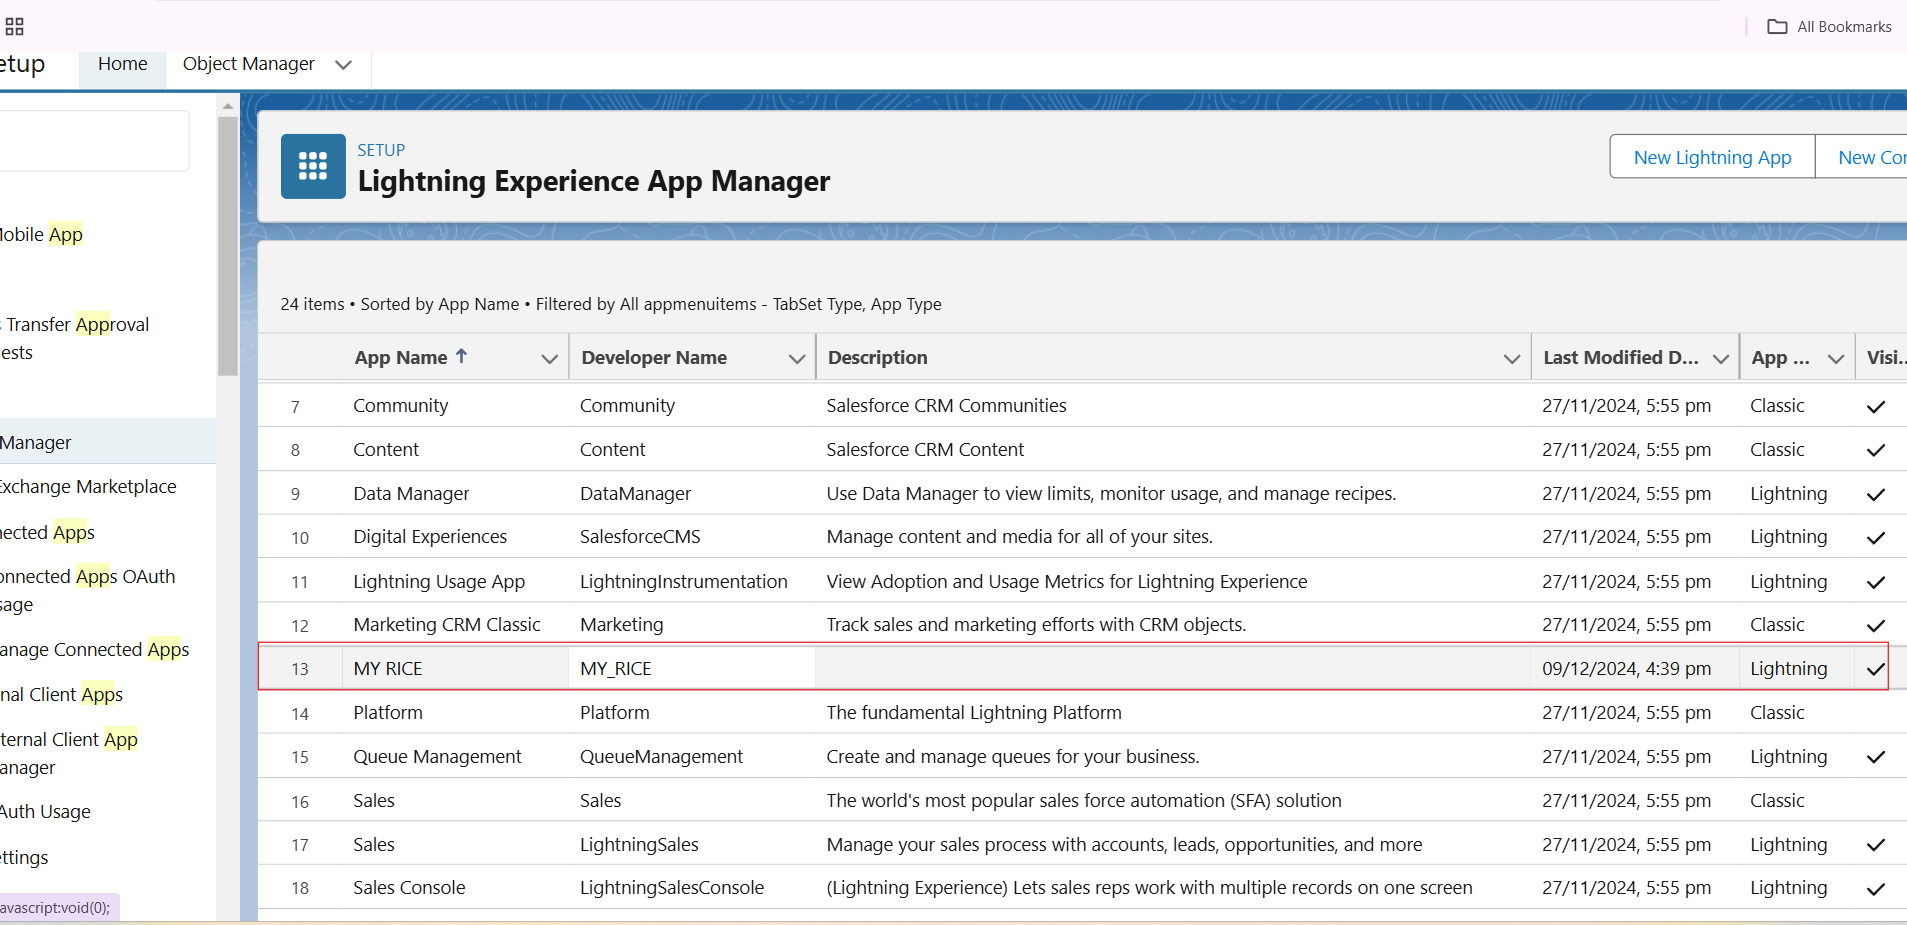 All Bookmarks
etup Home Object Manager
SETUP
Lightning Experience App Manager
New Lightning App New Cor
Mobile App
s Transfer Approval
ests
Manager
Exchange Marketplace
nected Apps
onnected Apps OAuth
sage
anage Connected Apps
nal Client Apps
ternal Client App
anager
Auth Usage
ettings
avascript:void(0);
24 items • Sorted by App Name • Filtered by All appmenuitems - TabSet Type, App Type
App Name ↑ Developer Name Description Last Modified D... App ... Visi...
7 Community Community Salesforce CRM Communities 27/11/2024, 5:55 pm Classic ✓
8 Content Content Salesforce CRM Content 27/11/2024, 5:55 pm Classic ✓
9 Data Manager DataManager Use Data Manager to view limits, monitor usage, and manage recipes. 27/11/2024, 5:55 pm Lightning ✓
10 Digital Experiences SalesforceCMS Manage content and media for all of your sites. 27/11/2024, 5:55 pm Lightning ✓
11 Lightning Usage App LightningInstrumentation View Adoption and Usage Metrics for Lightning Experience 27/11/2024, 5:55 pm Lightning ✓
12 Marketing CRM Classic Marketing Track sales and marketing efforts with CRM objects. 27/11/2024, 5:55 pm Classic ✓
13 MY RICE MY_RICE 09/12/2024, 4:39 pm Lightning ✓
14 Platform Platform The fundamental Lightning Platform 27/11/2024, 5:55 pm Classic
15 Queue Management QueueManagement Create and manage queues for your business. 27/11/2024, 5:55 pm Lightning ✓
16 Sales Sales The world's most popular sales force automation (SFA) solution 27/11/2024, 5:55 pm Classic
17 Sales LightningSales Manage your sales process with accounts, leads, opportunities, and more 27/11/2024, 5:55 pm Lightning ✓
18 Sales Console LightningSalesConsole (Lightning Experience) Lets sales reps work with multiple records on one screen 27/11/2024, 5:55 pm Lightning ✓